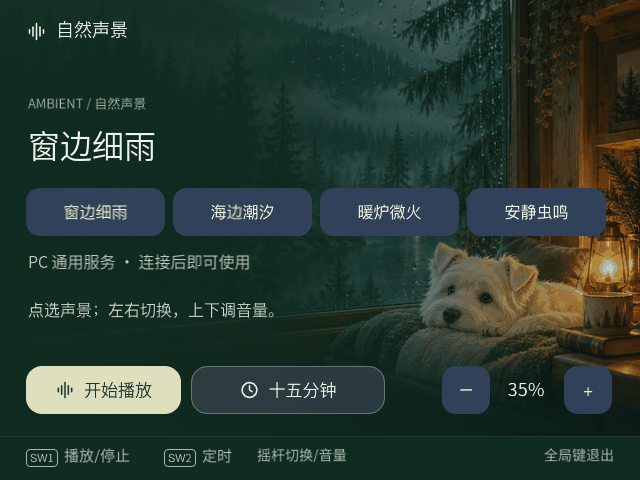 自然声景
AMBIENT / 自然声景
窗边细雨
窗边细雨 海边潮汐 暖炉微火 安静虫鸣
PC 通用服务 · 连接后即可使用
点选声景；左右切换，上下调音量。
开始播放 十五分钟 − 35% +
SW1 播放/停止 SW2 定时 摇杆切换/音量 全局键退出